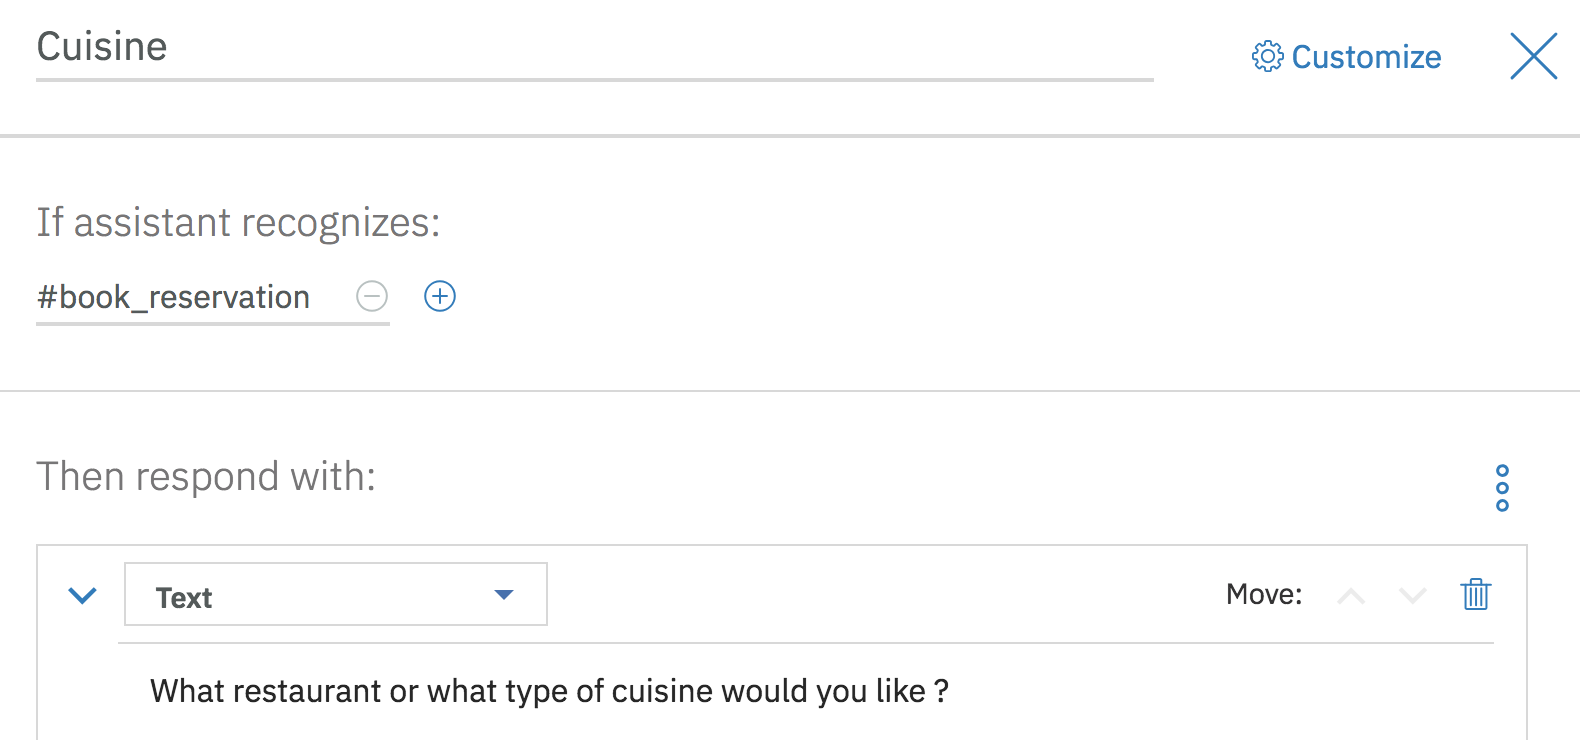 Cuisine
Customize
If assistant recognizes:
#book_reservation
Then respond with:
Text
Move:
What restaurant or what type of cuisine would you like ?